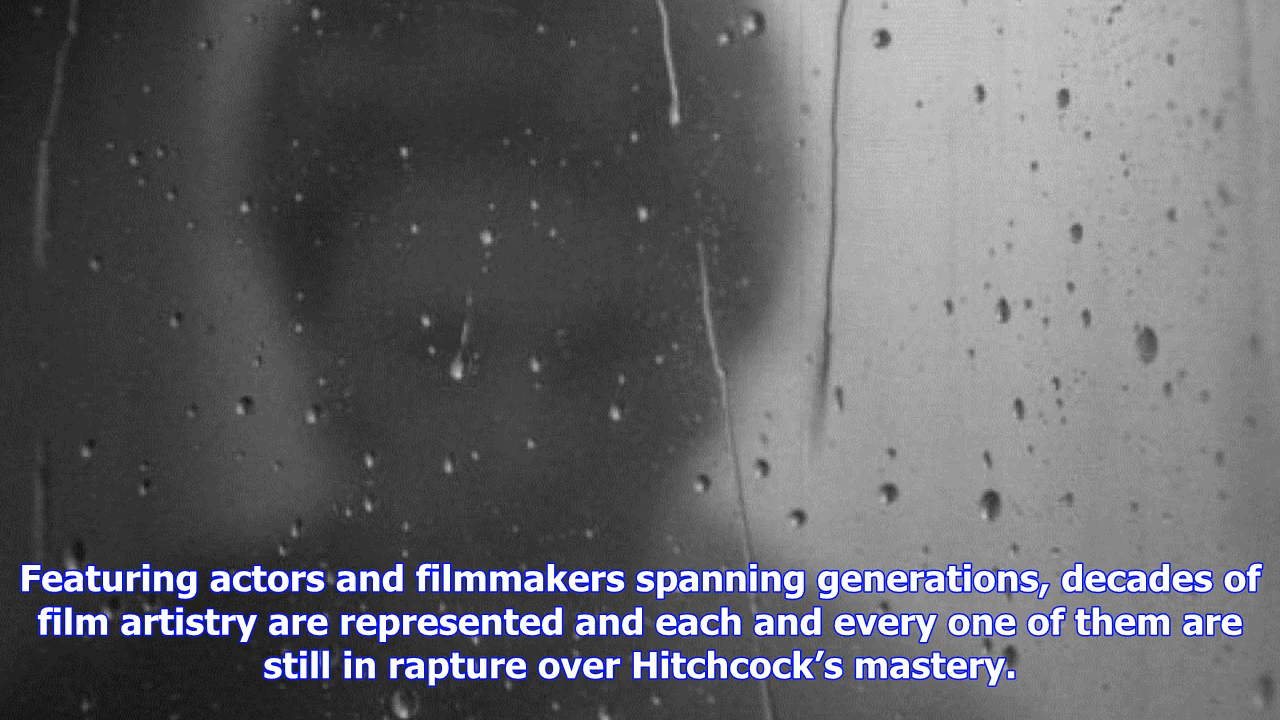 Featuring actors and filmmakers spanning generations, decades of
film artistry are represented and each and every one of them are
still in rapture over Hitchcock’s mastery.